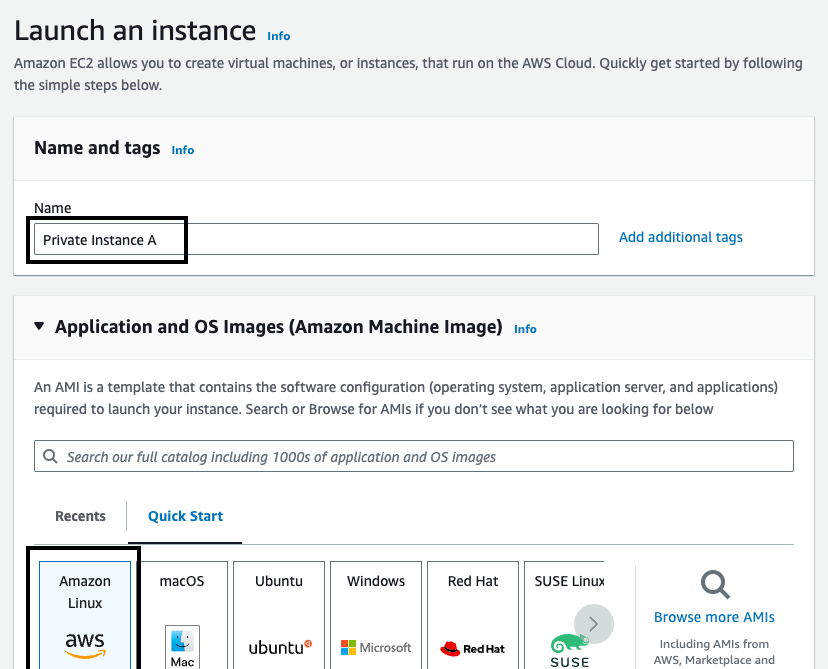 Launch an instance Info
Amazon EC2 allows you to create virtual machines, or instances, that run on the AWS Cloud. Quickly get started by following
the simple steps below.
Name and tags Info
Name
Private Instance A
Add additional tags
Application and OS Images (Amazon Machine Image) Info
An AMI is a template that contains the software configuration (operating system, application server, and applications)
required to launch your instance. Search or Browse for AMIs if you don’t see what you are looking for below
Search our full catalog including 1000s of application and OS images
Recents
Quick Start
Amazon
Linux
aws
macOS
Mac
Ubuntu
ubuntu
Windows
Microsoft
Red Hat
Red Hat
SUSE Linux
SUSE
Browse more AMIs
Including AMIs from
AWS, Marketplace and